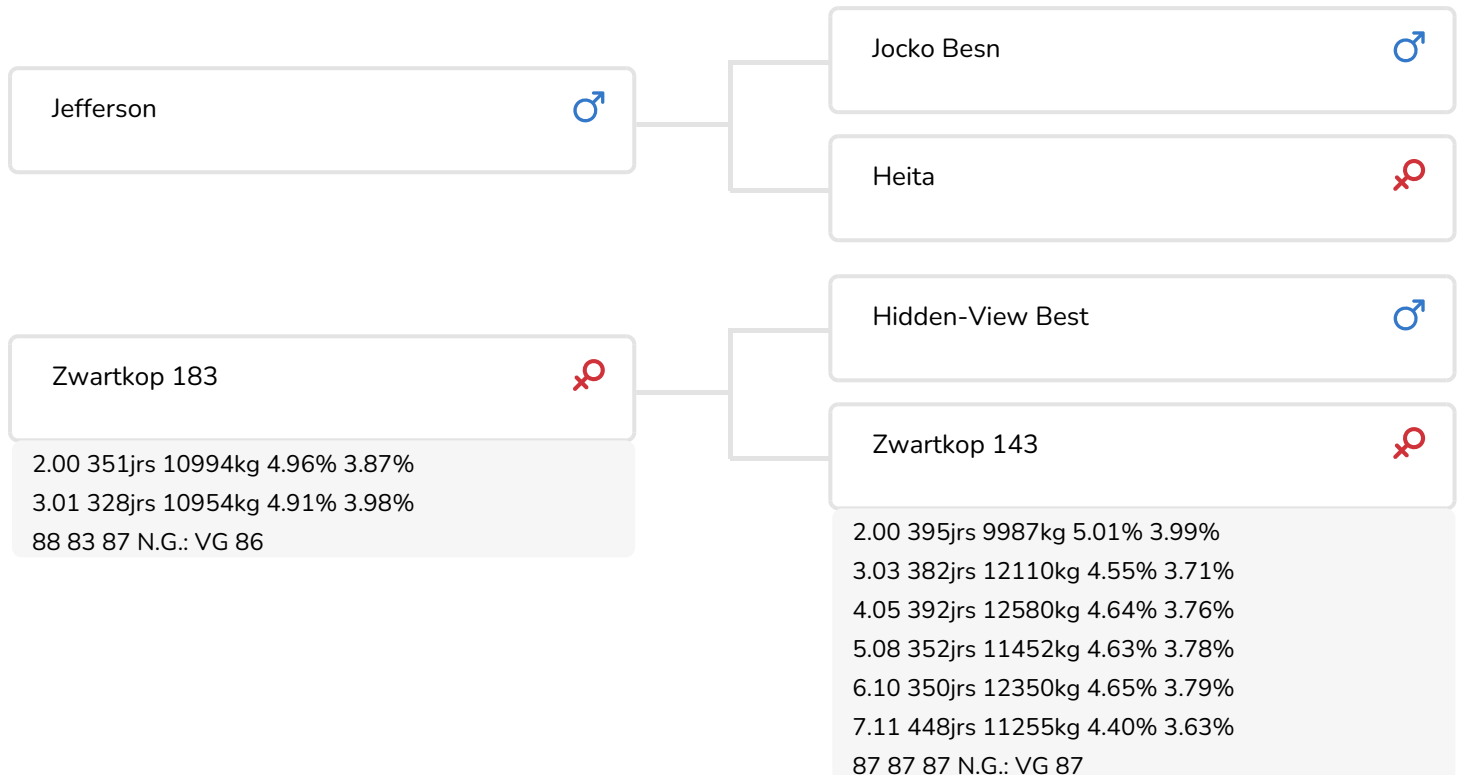 Jefferson
Zwartkop 183
2.00 351jrs 10994kg 4.96% 3.87%
3.01 328jrs 10954kg 4.91% 3.98%
88 83 87 N.G.: VG 86
Jocko Besn
Heita
Hidden-View Best
Zwartkop 143
2.00 395jrs 9987kg 5.01% 3.99%
3.03 382jrs 12110kg 4.55% 3.71%
4.05 392jrs 12580kg 4.64% 3.76%
5.08 352jrs 11452kg 4.63% 3.78%
6.10 350jrs 12350kg 4.65% 3.79%
7.11 448jrs 11255kg 4.40% 3.63%
87 87 87 N.G.: VG 87